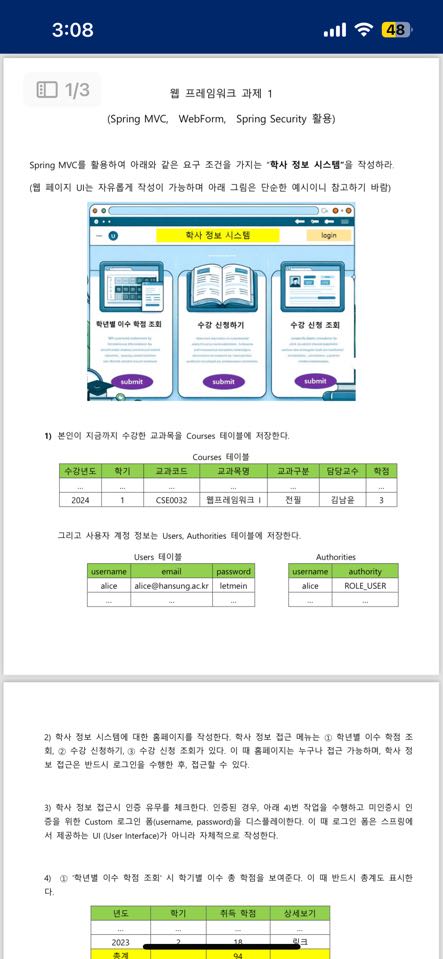 3:08
48
1/3
웹 프레임워크 과제 1
(Spring MVC, WebForm, Spring Security 활용)
Spring MVC를 활용하여 아래와 같은 요구 조건을 가지는 "학사 정보 시스템"을 작성하라.
(웹 페이지 UI는 자유롭게 작성이 가능하며 아래 그림은 단순한 예시이니 참고하기 바람)
U 학사 정보 시스템 login
학년별 이수 학점 조회 수강 신청하기 수강 신청 조회
submit submit submit
1) 본인이 지금까지 수강한 교과목을 Courses 테이블에 저장한다.
Courses 테이블
수강년도 학기 교과코드 교과목명 교과구분 담당교수 학점
... ... ... ... ...
2024 1 CSE0032 웹프레임워크 I 전필 김남윤 3
그리고 사용자 계정 정보는 Users, Authorities 테이블에 저장한다.
Users 테이블 Authorities
username email password username authority
alice alice@hansung.ac.kr letmein alice ROLE_USER
... ... ... ...
2) 학사 정보 시스템에 대한 홈페이지를 작성한다. 학사 정보 접근 메뉴는 ① 학년별 이수 학점 조
회, ② 수강 신청하기, ③ 수강 신청 조회가 있다. 이 때 홈페이지는 누구나 접근 가능하며, 학사 정
보 접근은 반드시 로그인을 수행한 후, 접근할 수 있다.
3) 학사 정보 접근시 인증 유무를 체크한다. 인증된 경우, 아래 4)번 작업을 수행하고 미인증시 인
증을 위한 Custom 로그인 폼(username, password)을 디스플레이한다. 이 때 로그인 폼은 스프링에
서 제공하는 UI (User Interface)가 아니라 자체적으로 작성한다.
4) ① '학년별 이수 학점 조회' 시 학기별 이수 총 학점을 보여준다. 이 때 반드시 총계도 표시한
다.
년도 학기 취득 학점 상세보기
... ... ... ...
2023 2 18 링크
총계 94